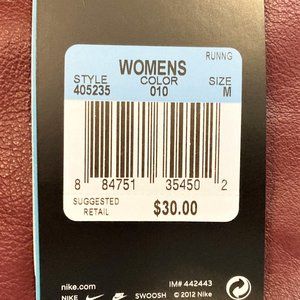 RUNNG
WOMENS
STYLE COLOR SIZE
405235 010 M
8 84751 35450 2
SUGGESTED
RETAIL $30.00
nike.com IM# 442443
NIKE SWOOSH © 2012 Nike